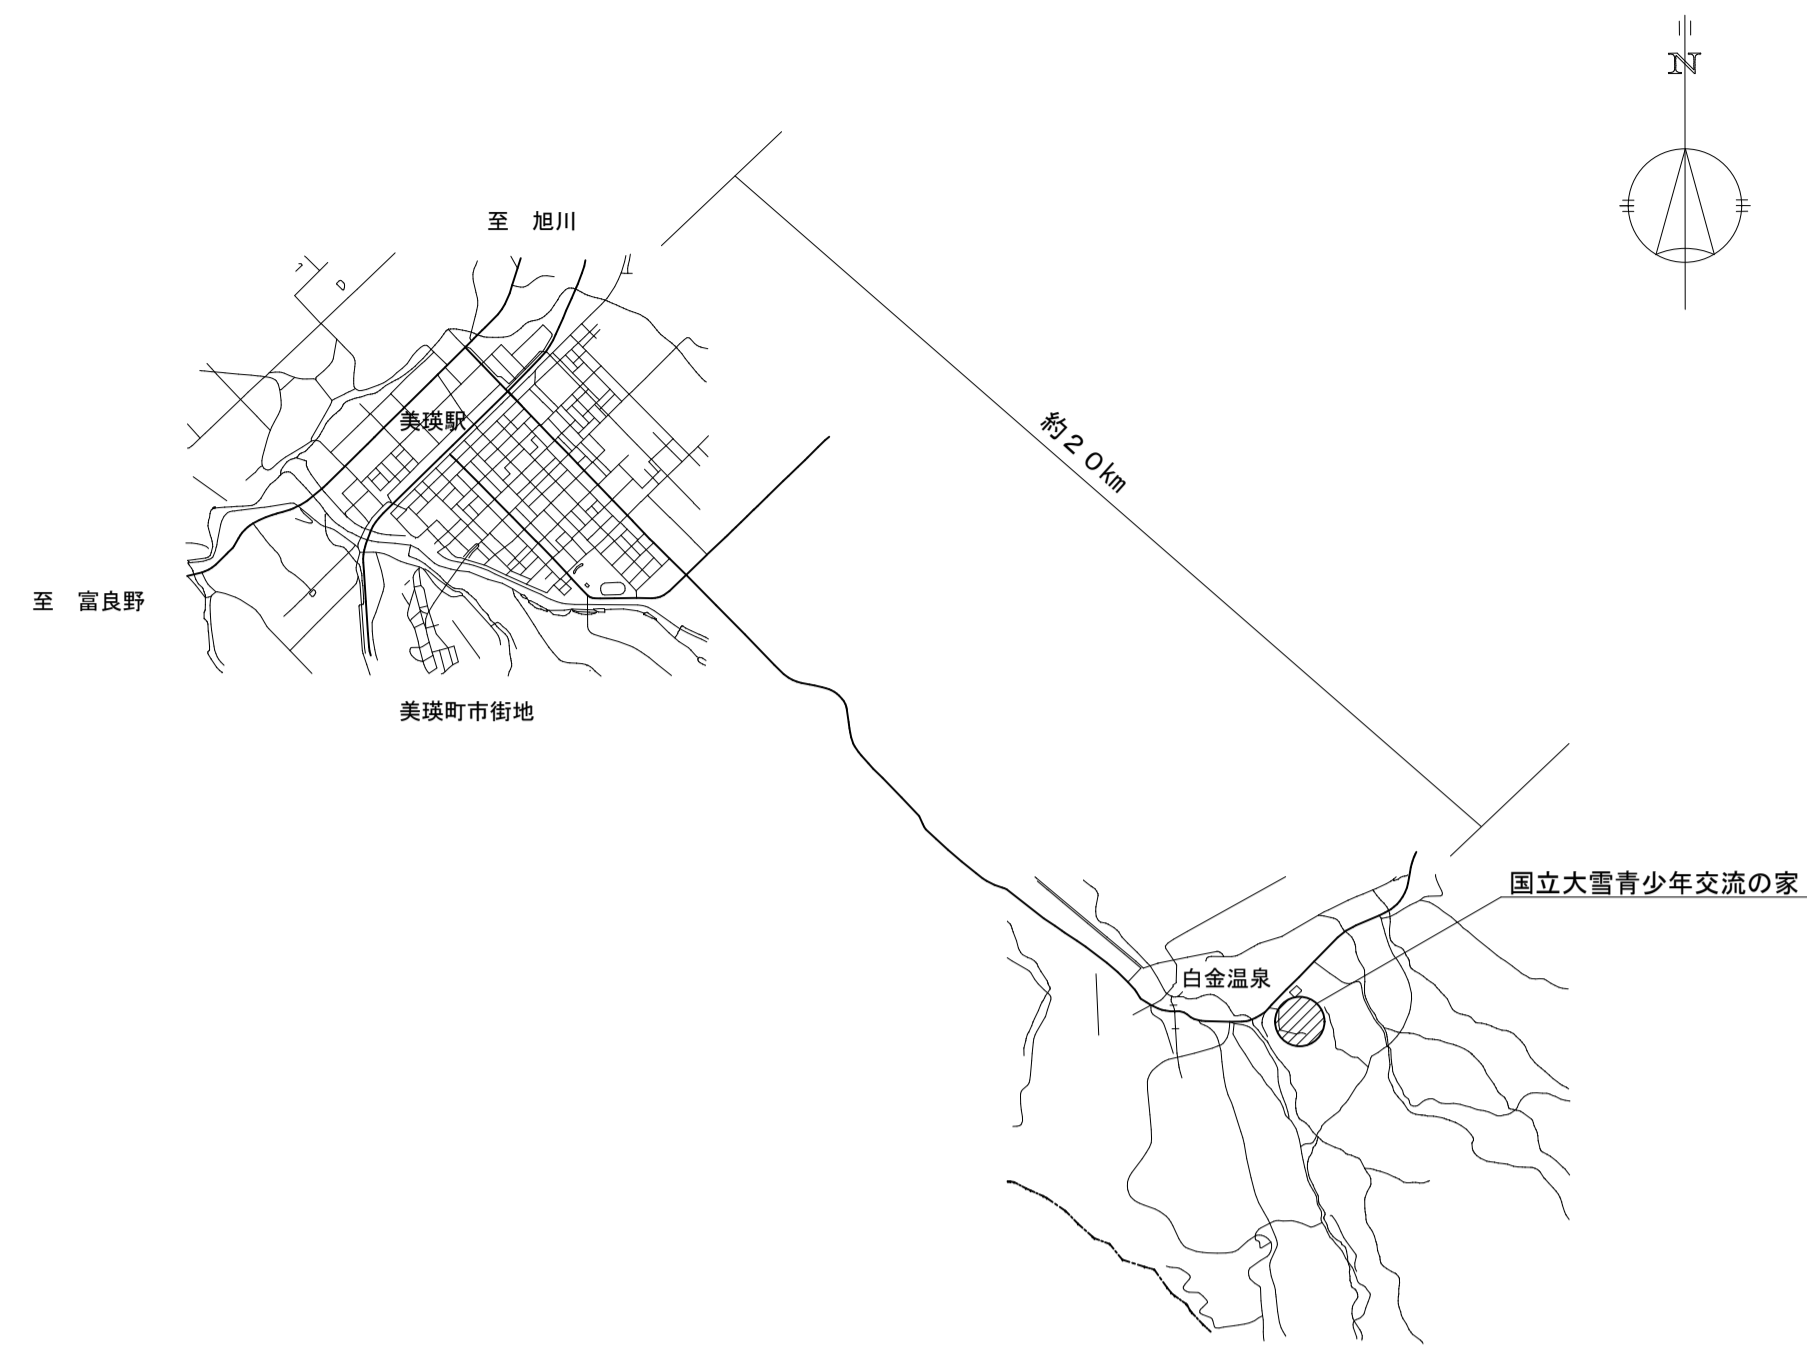 N
至　旭川
約２０km
美瑛駅
至　富良野
美瑛町市街地
国立大雪青少年交流の家
白金温泉